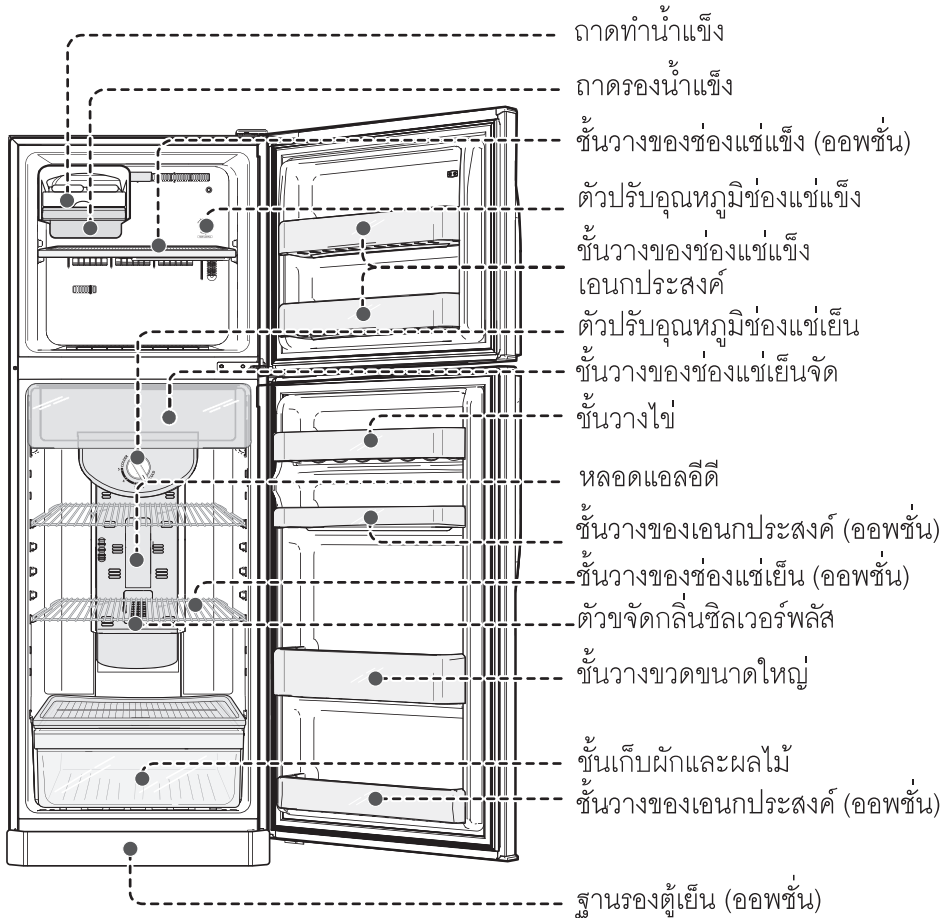 ถาดทำน้ำแข็ง
ถาดรองน้ำแข็ง
ชั้นวางของช่องแช่แข็ง (ออพชั่น)
ตัวปรับอุณหภูมิช่องแช่แข็ง
ชั้นวางของช่องแช่แข็ง
เอนกประสงค์
ตัวปรับอุณหภูมิช่องแช่เย็น
ชั้นวางของช่องแช่เย็นจัด
ชั้นวางไข่
หลอดแอลอีดี
ชั้นวางของเอนกประสงค์ (ออพชั่น)
ชั้นวางของช่องแช่เย็น (ออพชั่น)
ตัวขจัดกลิ่นซิลเวอร์พลัส
ชั้นวางขวดขนาดใหญ่
ชั้นเก็บผักและผลไม้
ชั้นวางของเอนกประสงค์ (ออพชั่น)
ฐานรองตู้เย็น (ออพชั่น)